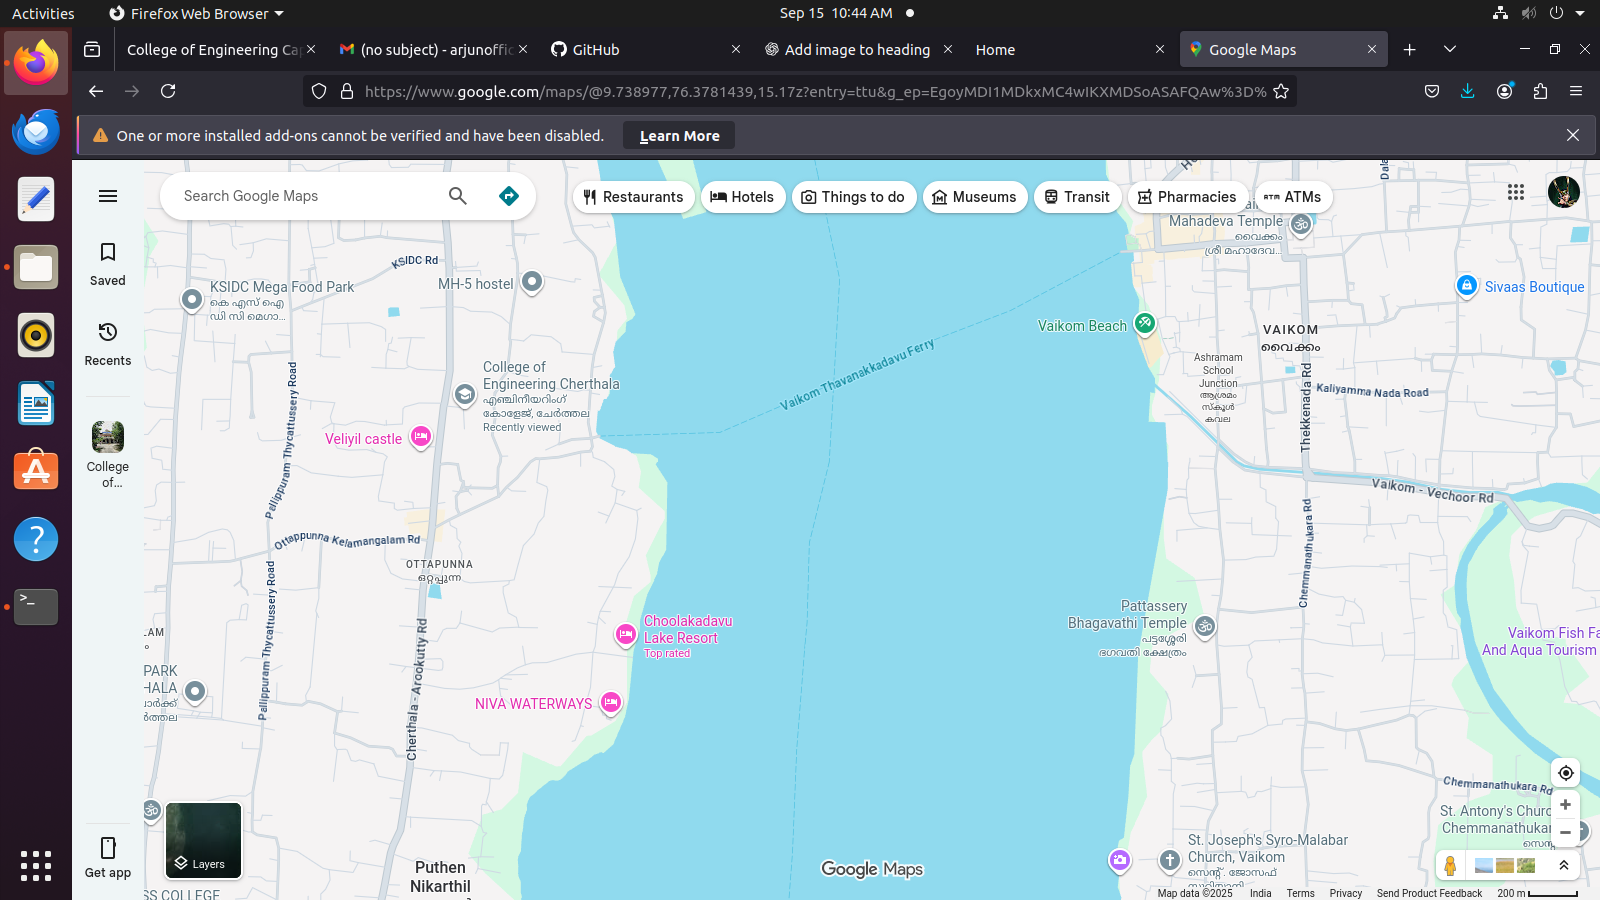 Activities
Firefox Web Browser
Sep 15 10:44 AM
College of Engineering Ca
(no subject) - arjunoffic
GitHub
Add image to heading
Home
Google Maps
https://www.google.com/maps/@9.738977,76.3781439,15.17z?entry=ttu&g_ep=EgoyMDI1MDkxMC4wIKXMDSoASAFQAw%3D%
One or more installed add-ons cannot be verified and have been disabled.
Learn More
Search Google Maps
Restaurants
Hotels
Things to do
Museums
Transit
Pharmacies
ATMs
Saved
Recents
College
of...
Get app
Layers
KSIDC Rd
KSIDC Mega Food Park
കെ എസ് ഐ
ഡി സി മെഗാ...
MH-5 hostel
College of
Engineering Cherthala
എഞ്ചിനീയറിംഗ്
കോളേജ്, ചേർത്തല
Recently viewed
Veliyil castle
Pallippuram Thycattussery Road
Ottappunna Kelamangalam Rd
OTTAPUNNA
ഒറ്റപ്പുന്ന
Pallippuram Thycattussery Road
Cherthala - Arookutty Rd
LAM
PARK
HALA
Choolakadavu
Lake Resort
Top rated
NIVA WATERWAYS
Puthen
Nikarthil
SS COLLEGE
Vaikom Thavanakkadavu Ferry
Mahadeva Temple
വൈക്കം
ശ്രീ മഹാദേവ...
Vaikom Beach
Sivaas Boutique
VAIKOM
വൈക്കം
Ashramam
School
Junction
ആശ്രമം
സ്കൂൾ
കവല
Kaliyamma Nada Road
Thekkenada Rd
Vaikom - Vechoor Rd
Chemmanathukara Rd
Pattassery
Bhagavathi Temple
പട്ടശ്ശേരി
ഭഗവതി ക്ഷേത്രം
Vaikom Fish Fa
And Aqua Tourism
Chemmanathukara Rd
St. Antony's Churc
Chemmanathukar
സെന്റ്
St. Joseph's Syro-Malabar
Church, Vaikom
സെന്റ്. ജോസഫ്
Google Maps
Map data ©2025
India
Terms
Privacy
Send Product Feedback
200 m